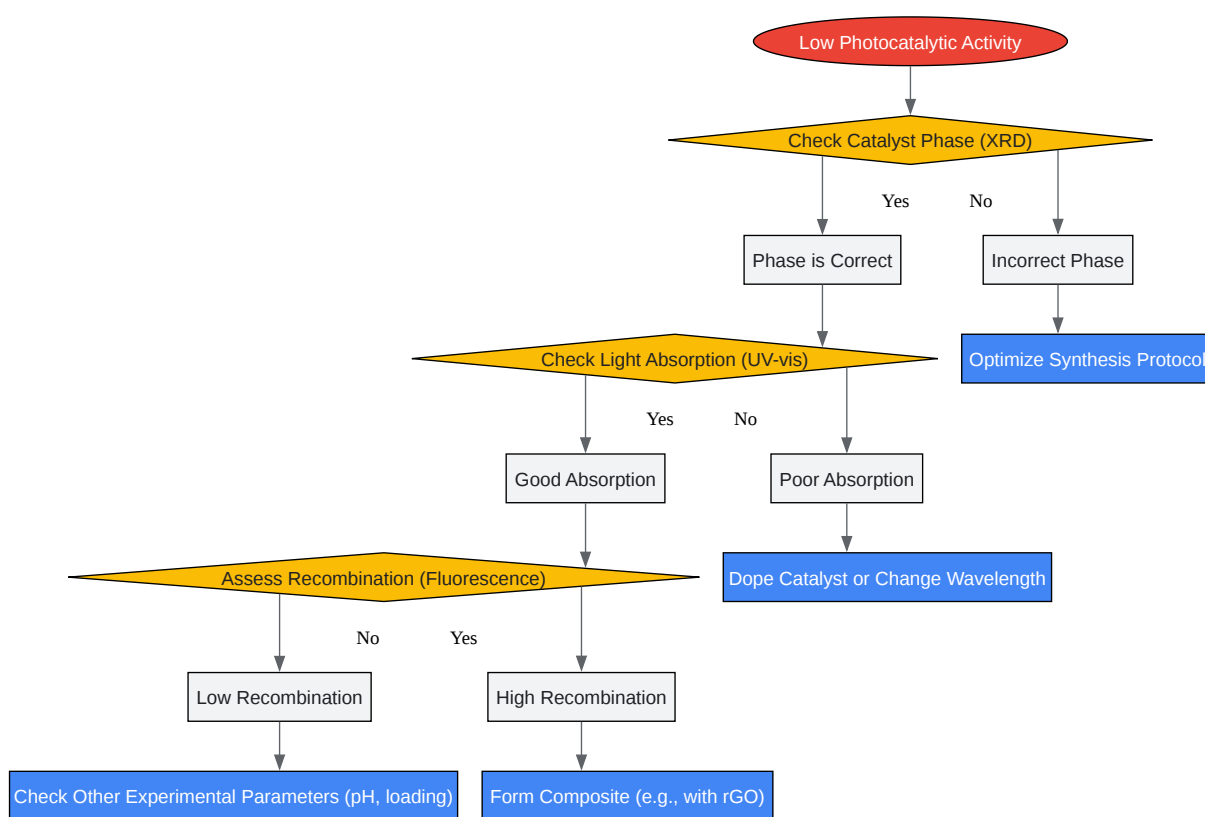 Low Photocatalytic Activity
Check Catalyst Phase (XRD)
Yes
No
Phase is Correct
Incorrect Phase
Check Light Absorption (UV-vis)
Optimize Synthesis Protocol
Yes
No
Good Absorption
Poor Absorption
Assess Recombination (Fluorescence)
Dope Catalyst or Change Wavelength
No
Yes
Low Recombination
High Recombination
Check Other Experimental Parameters (pH, loading)
Form Composite (e.g., with rGO)